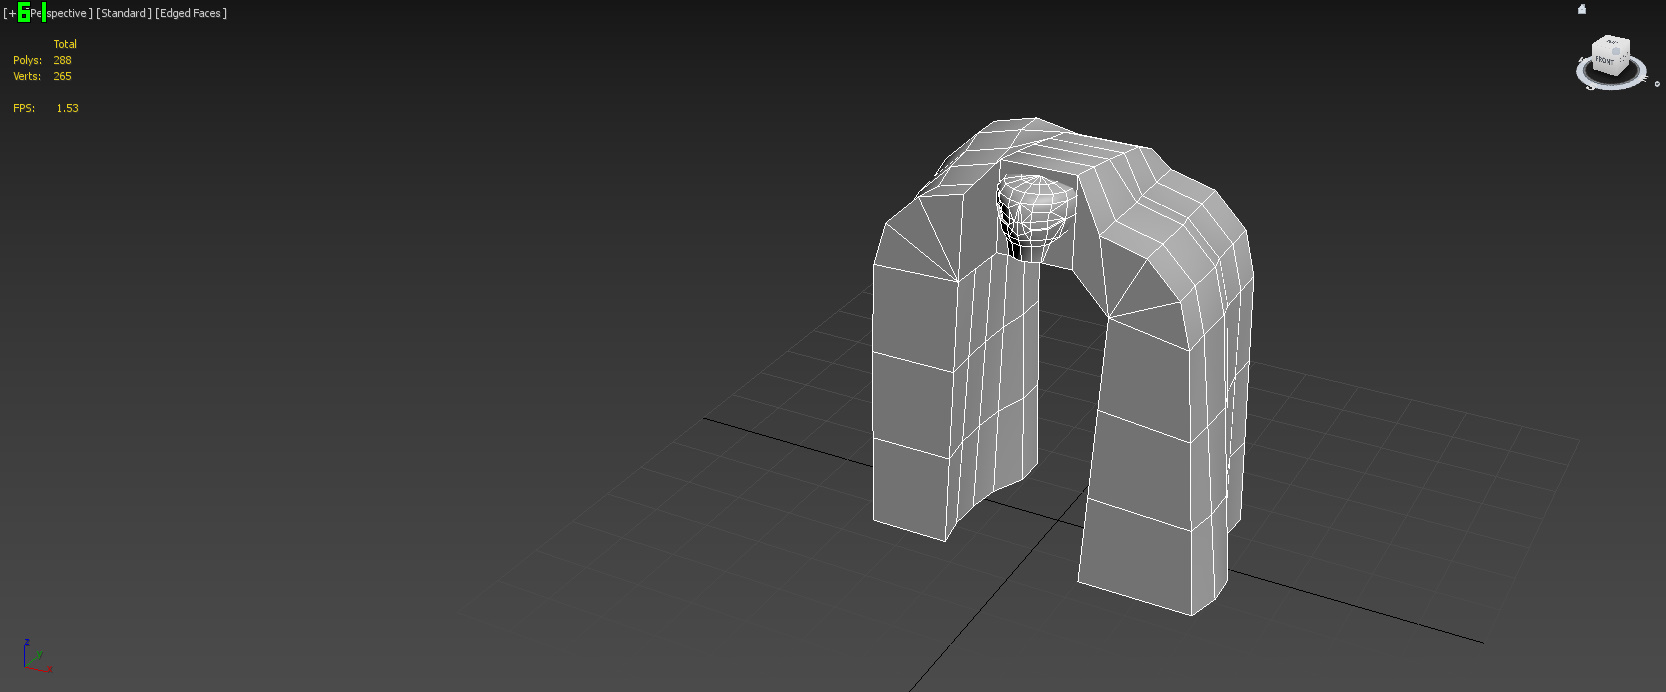 [+] [Perspective] [Standard] [Edged Faces]
Total
Polys: 288
Verts: 265
FPS: 1.53
FRONT
z
y
x